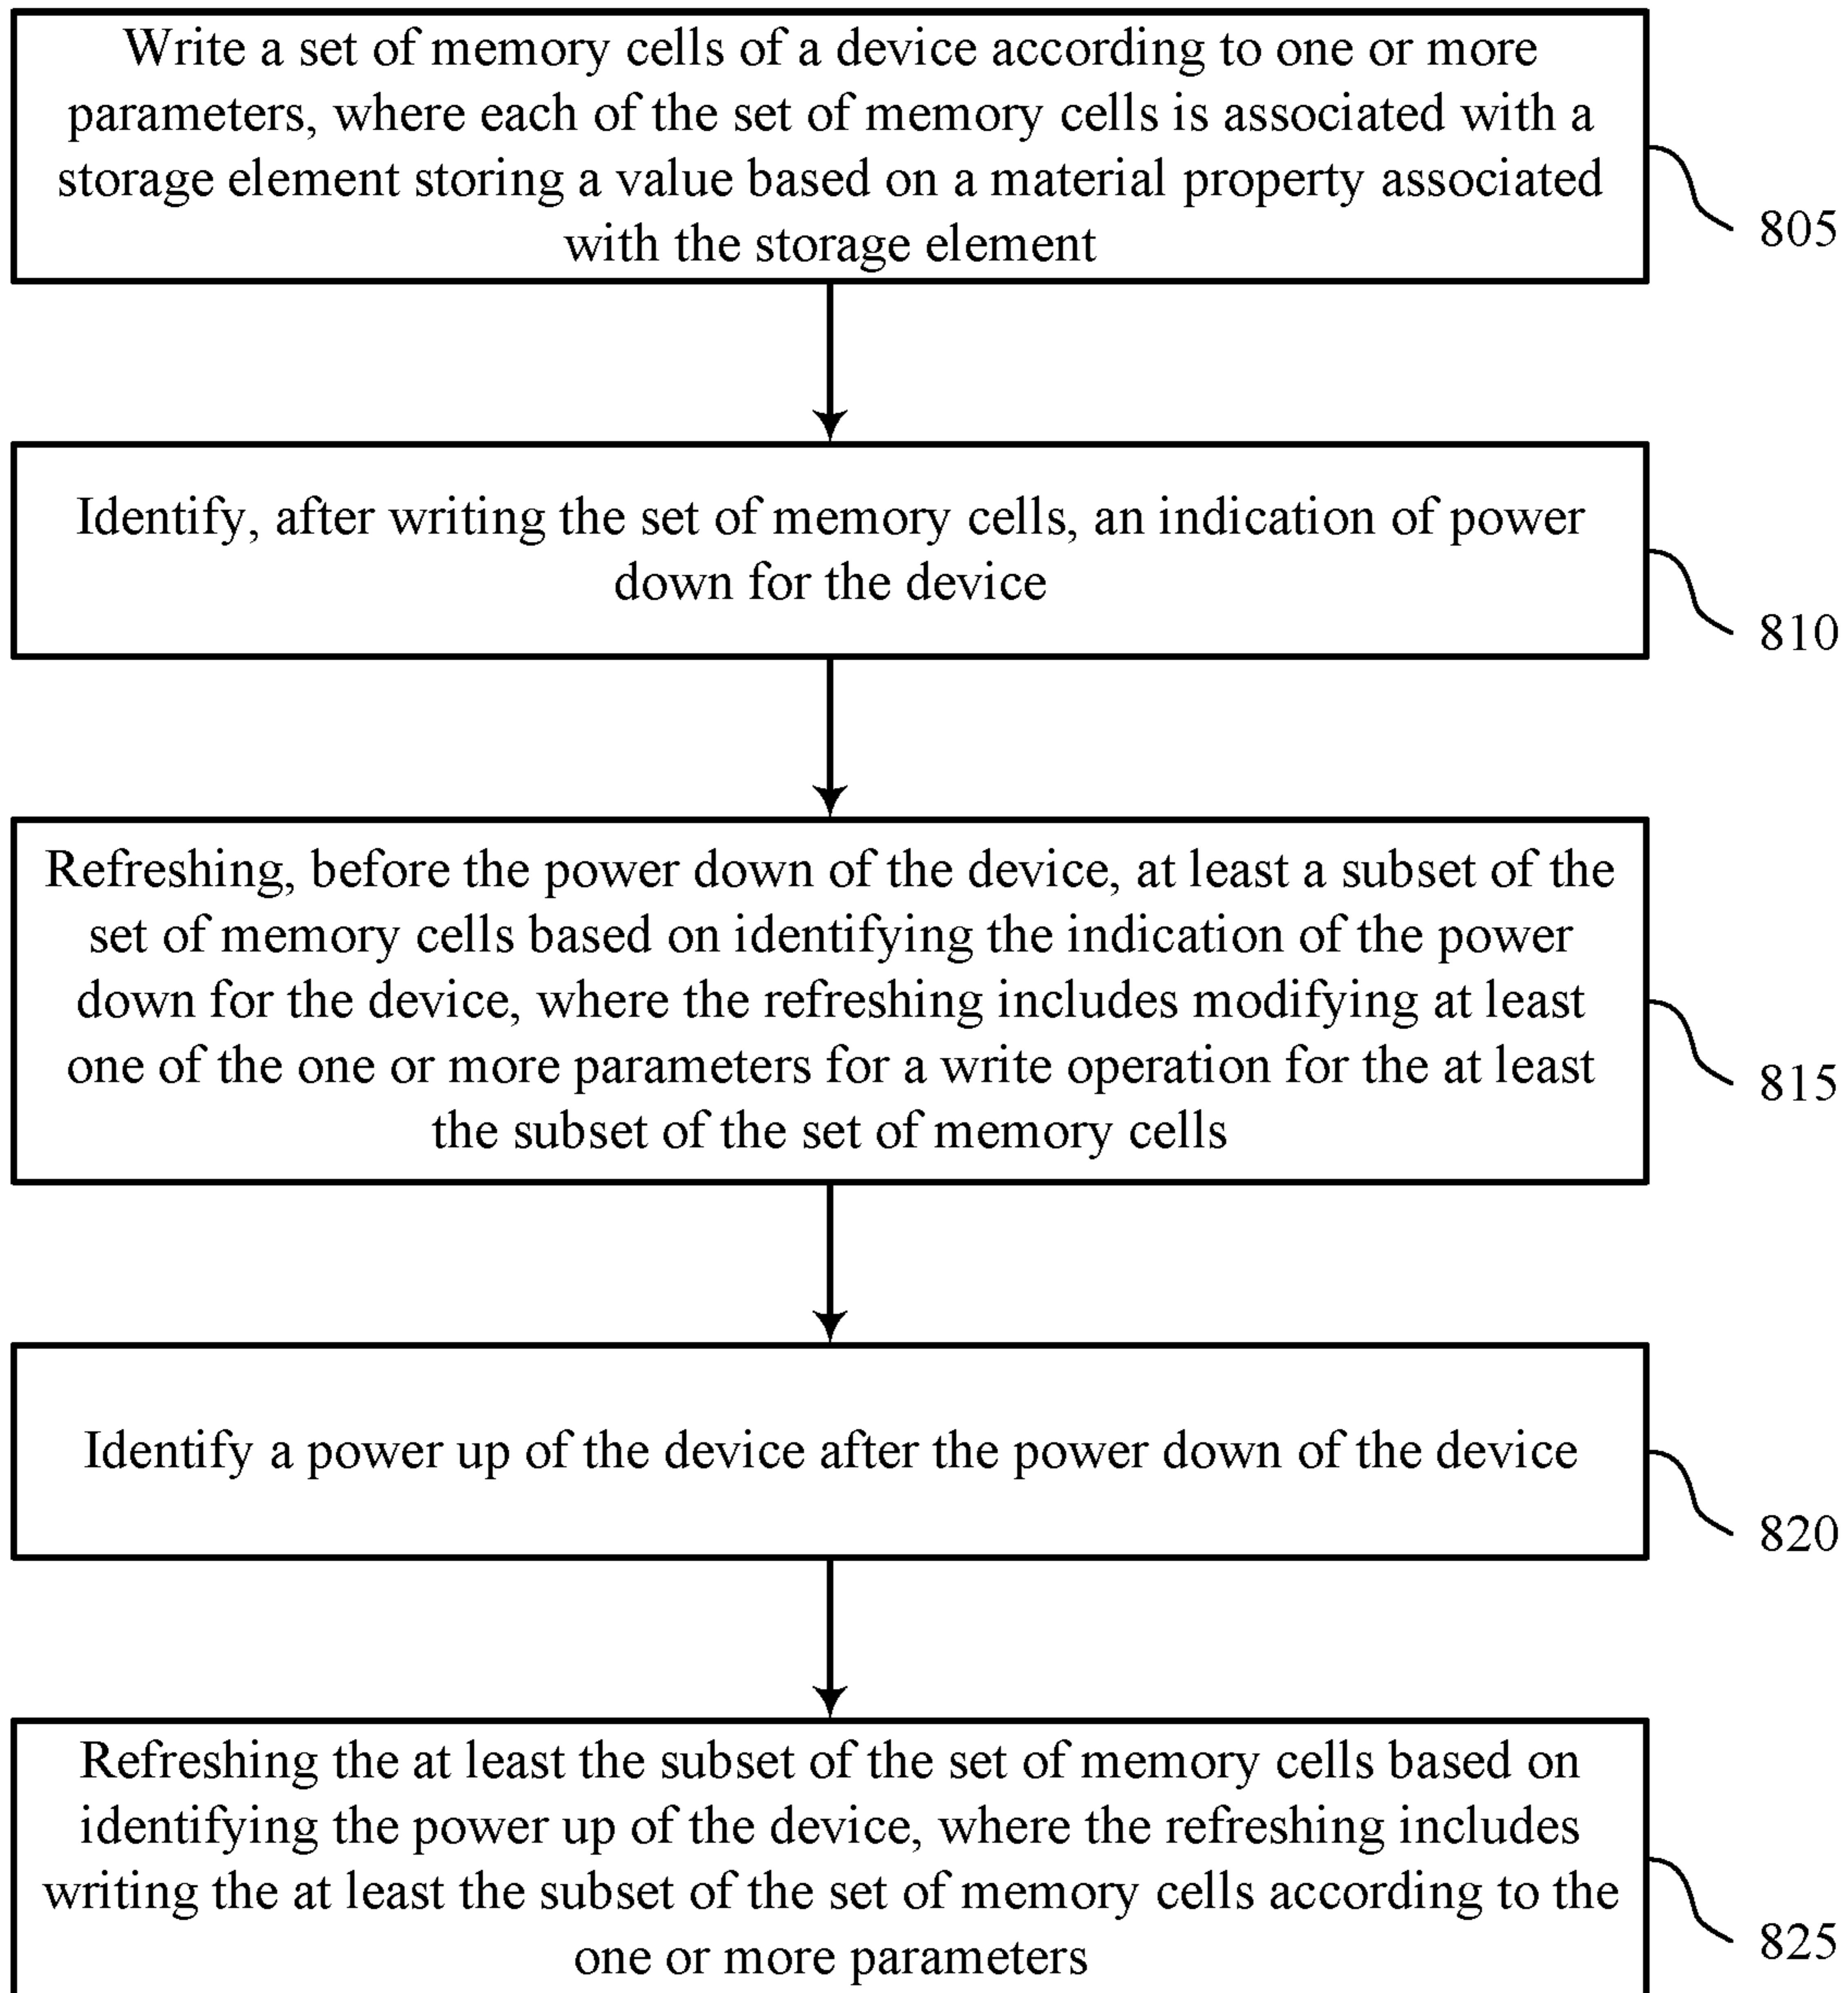 Write a set of memory cells of a device according to one or more
parameters, where each of the set of memory cells is associated with a
storage element storing a value based on a material property associated
with the storage element
805
Identify, after writing the set of memory cells, an indication of power
down for the device
810
Refreshing, before the power down of the device, at least a subset of the
set of memory cells based on identifying the indication of the power
down for the device, where the refreshing includes modifying at least
one of the one or more parameters for a write operation for the at least
the subset of the set of memory cells
815
Identify a power up of the device after the power down of the device
820
Refreshing the at least the subset of the set of memory cells based on
identifying the power up of the device, where the refreshing includes
writing the at least the subset of the set of memory cells according to the
one or more parameters
825